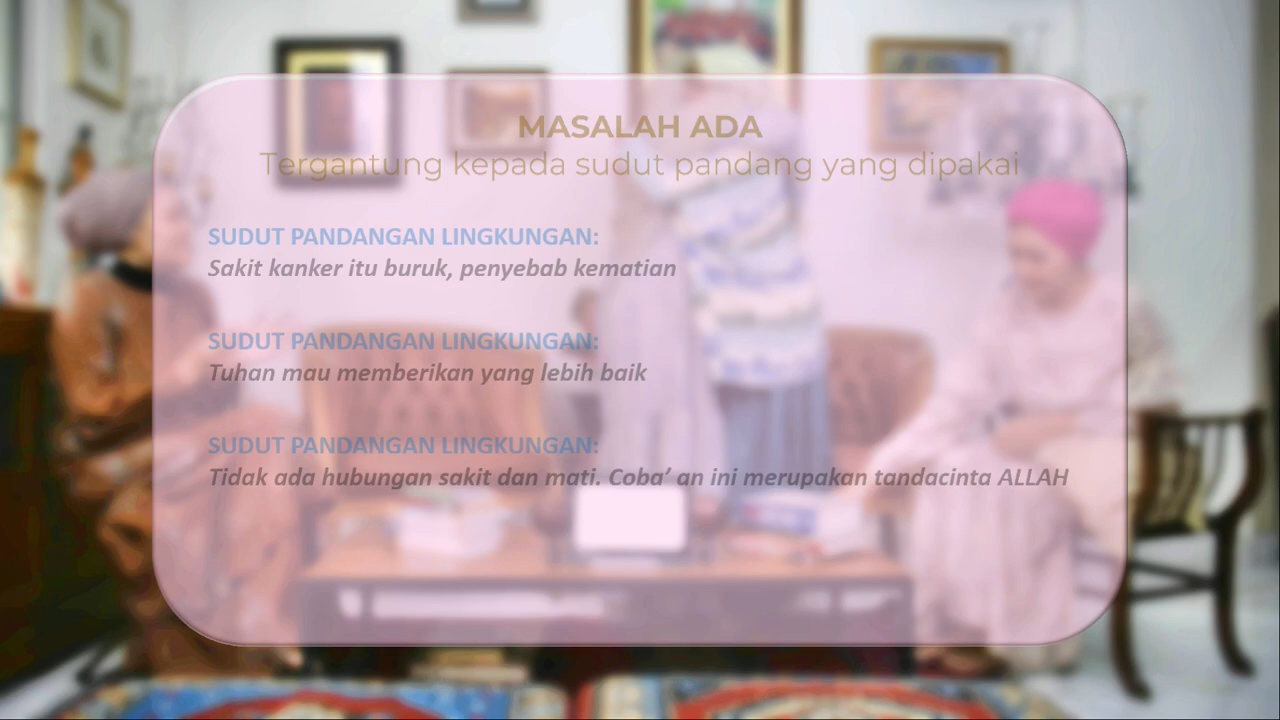 MASALAH ADA
Tergantung kepada sudut pandang yang dipakai
SUDUT PANDANGAN LINGKUNGAN:
Sakit kanker itu buruk, penyebab kematian
SUDUT PANDANGAN LINGKUNGAN:
Tuhan mau memberikan yang lebih baik
SUDUT PANDANGAN LINGKUNGAN:
Tidak ada hubungan sakit dan mati. Coba’ an ini merupakan tandacinta ALLAH